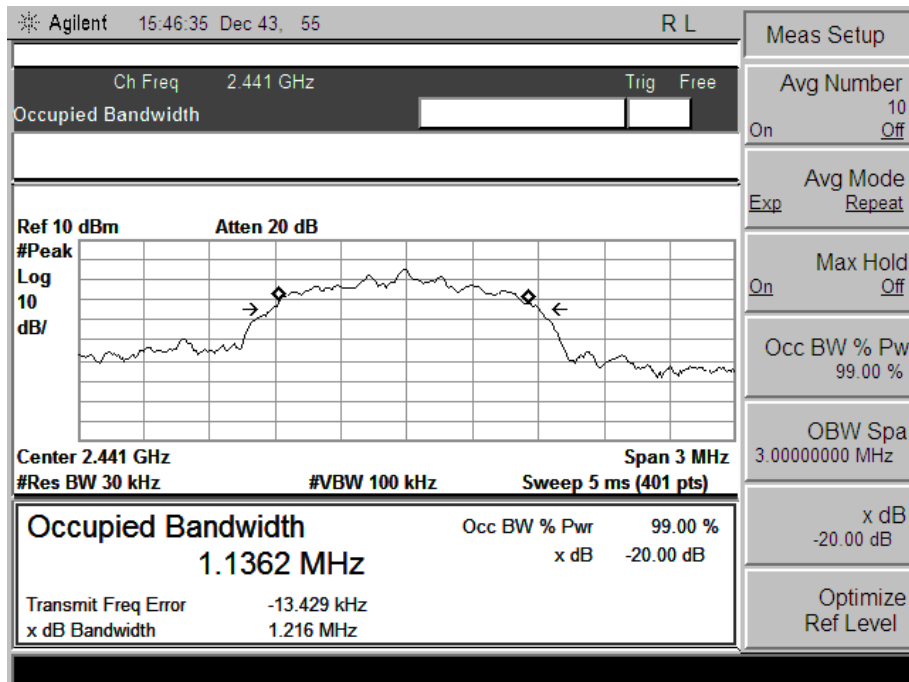 Agilent 15:46:35 Dec 43, 55 R L
Ch Freq 2.441 GHz Trig Free
Occupied Bandwidth
Ref 10 dBm Atten 20 dB
#Peak
Log
10
dB/
Center 2.441 GHz Span 3 MHz
#Res BW 30 kHz #VBW 100 kHz Sweep 5 ms (401 pts)
Occupied Bandwidth Occ BW % Pwr 99.00 %
1.1362 MHz x dB -20.00 dB
Transmit Freq Error -13.429 kHz
x dB Bandwidth 1.216 MHz
Meas Setup
Avg Number
10
On Off
Avg Mode
Exp Repeat
Max Hold
On Off
Occ BW % Pw
99.00 %
OBW Spa
3.00000000 MHz
x dB
-20.00 dB
Optimize
Ref Level